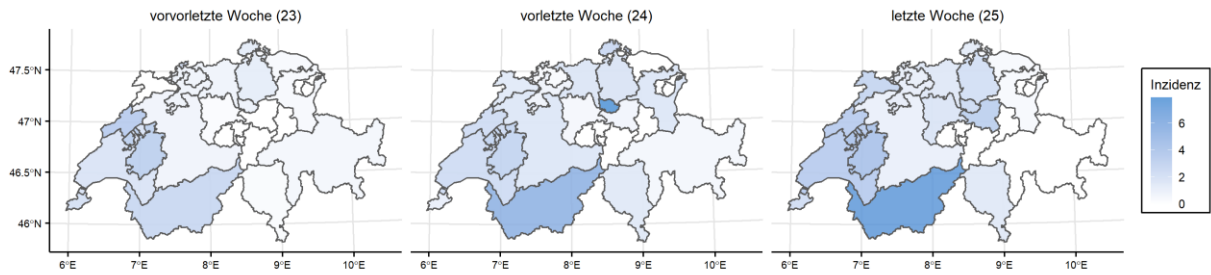 vorvorletzte Woche (23) vorletzte Woche (24) letzte Woche (25)
47.5°N
47°N
46.5°N
46°N
Inzidenz
6
4
2
0
6°E 7°E 8°E 9°E 10°E 6°E 7°E 8°E 9°E 10°E 6°E 7°E 8°E 9°E 10°E